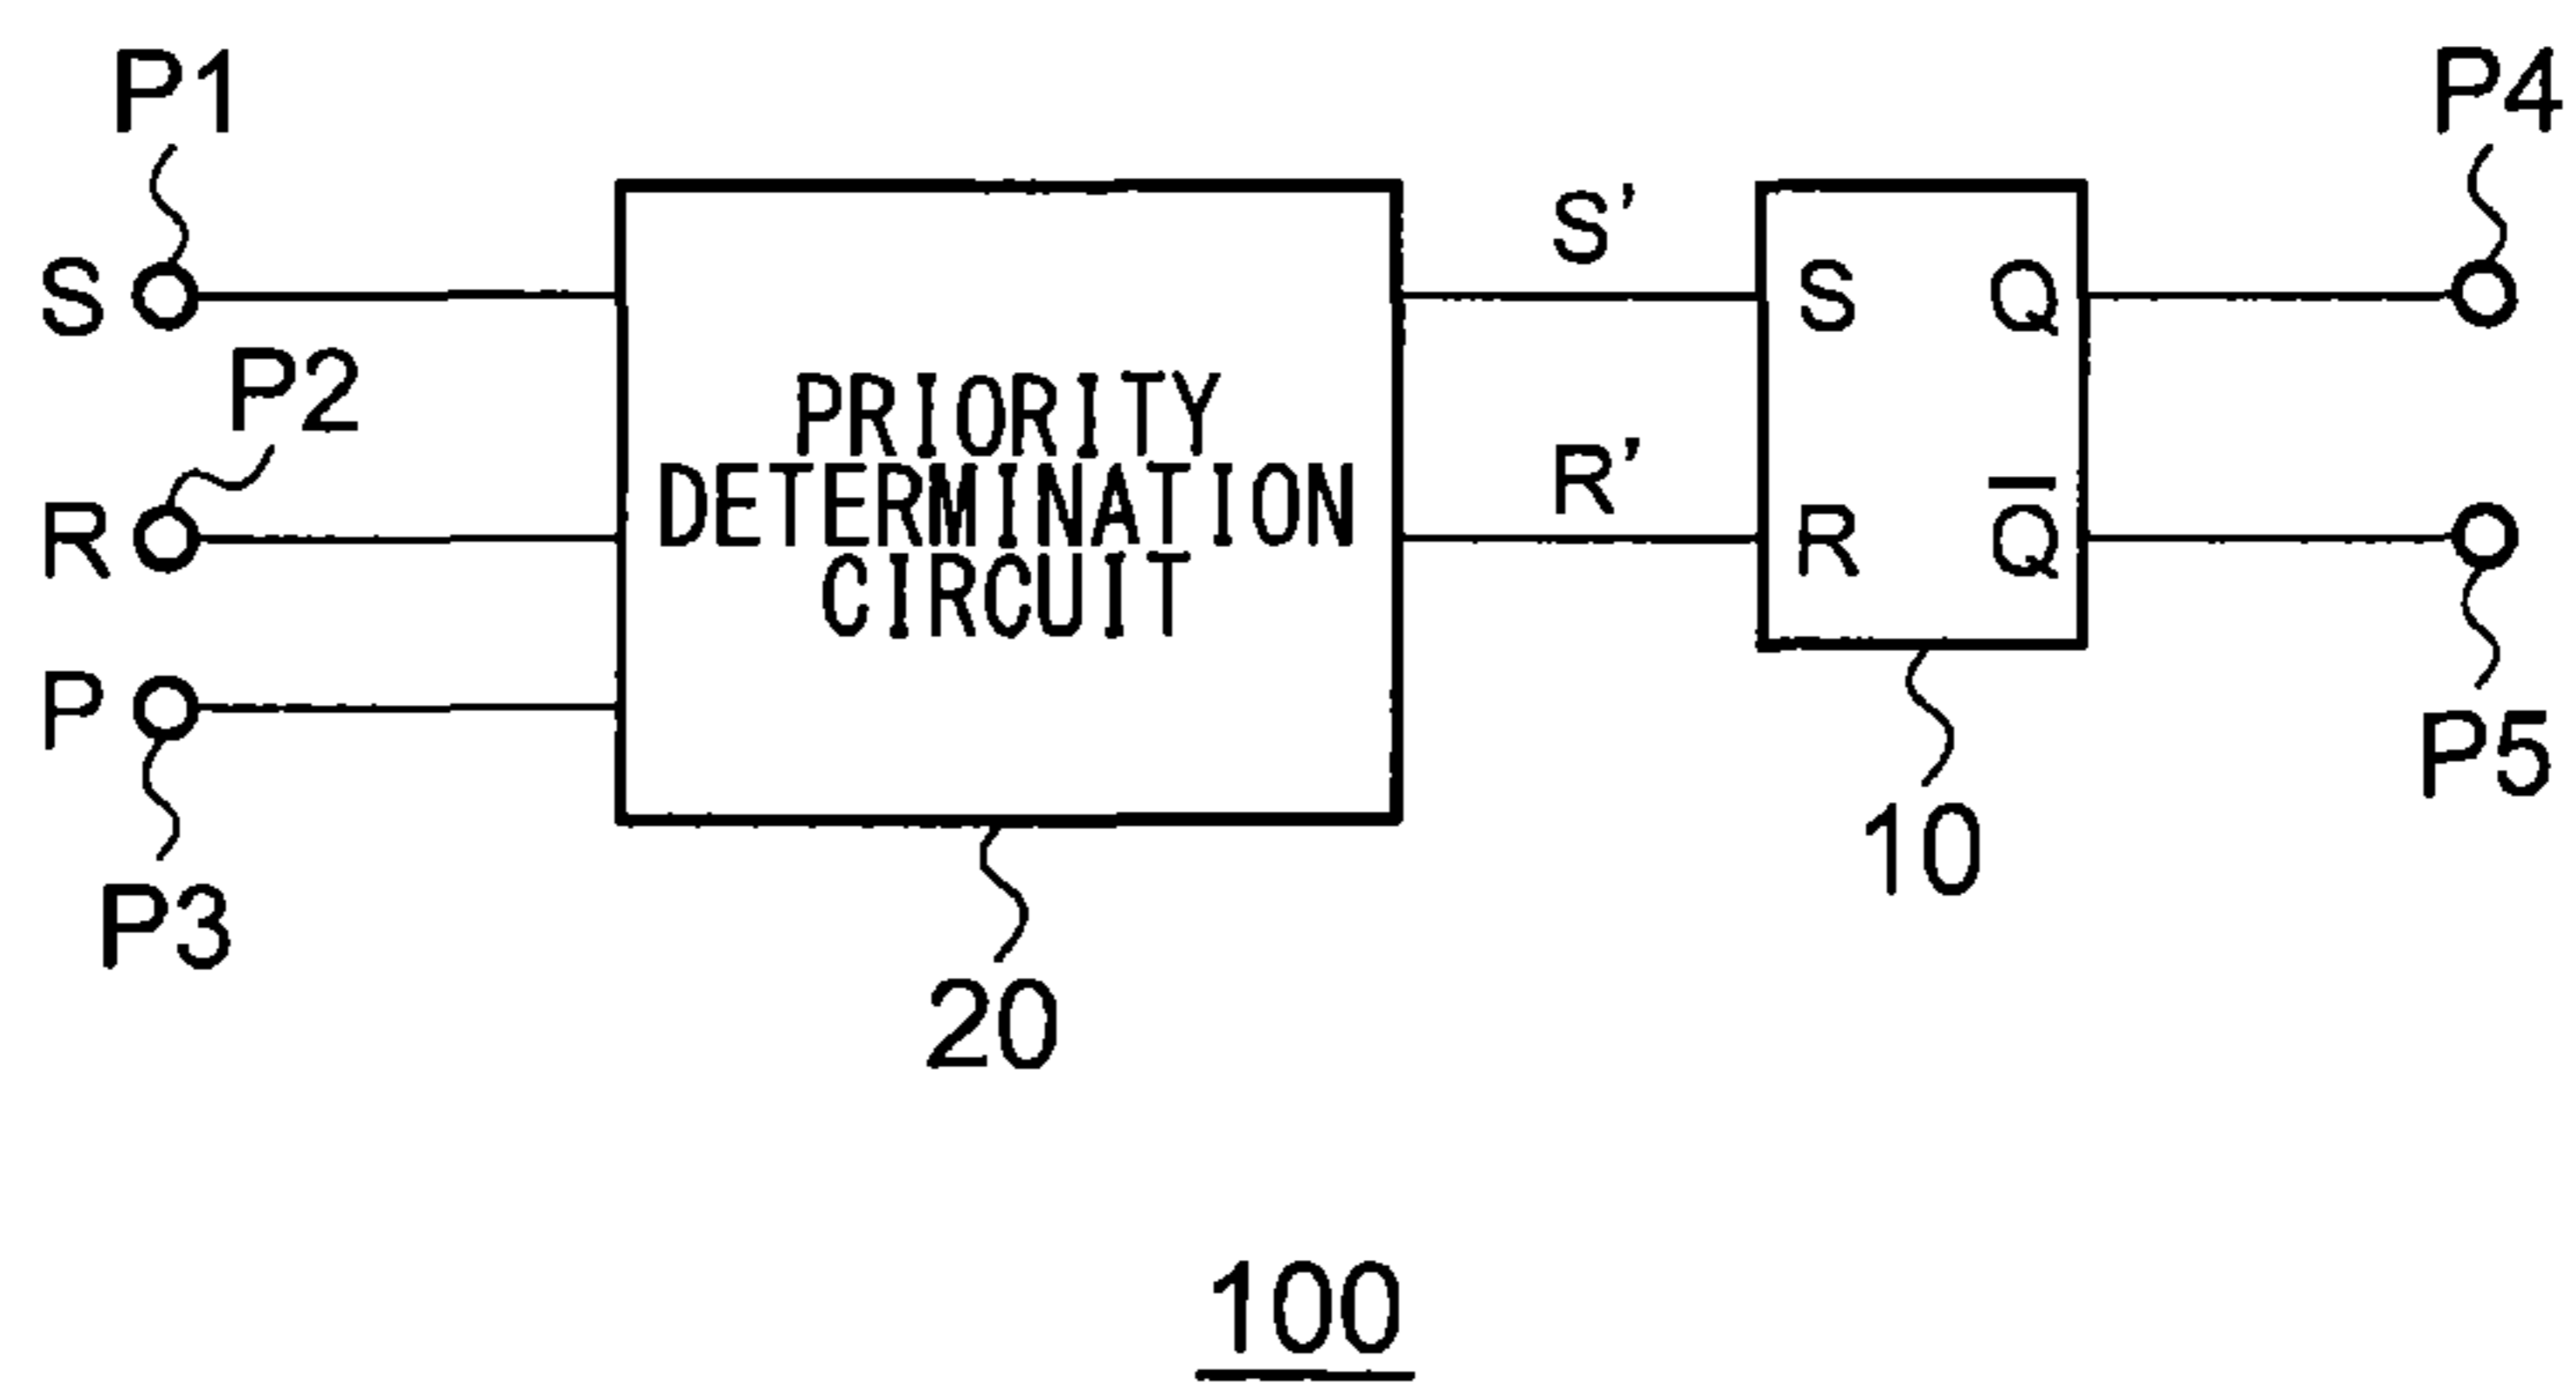 P1
P4
S
S'
S
Q
P2
PRIORITY
DETERMINATION
CIRCUIT
R
R'
R
Q̅
P
P5
P3
10
20
100